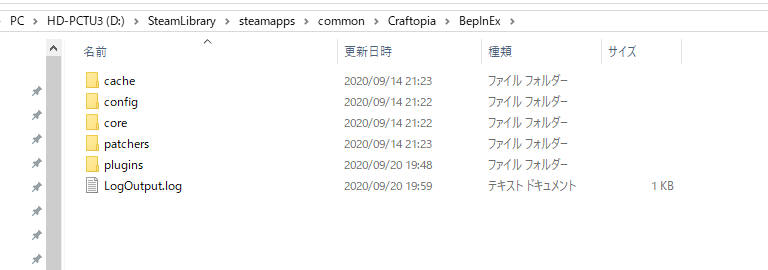 PC > HD-PCTU3 (D:) > SteamLibrary > steamapps > common > Craftopia > BepInEx >
名前 更新日時 種類 サイズ
cache 2020/09/14 21:23 ファイル フォルダー
config 2020/09/14 21:22 ファイル フォルダー
core 2020/09/14 21:22 ファイル フォルダー
patchers 2020/09/14 21:23 ファイル フォルダー
plugins 2020/09/20 19:48 ファイル フォルダー
LogOutput.log 2020/09/20 19:59 テキスト ドキュメント 1 KB